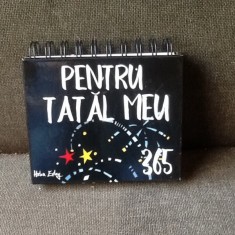 PENTRU
TATĂL MEU
365
Helen Exley